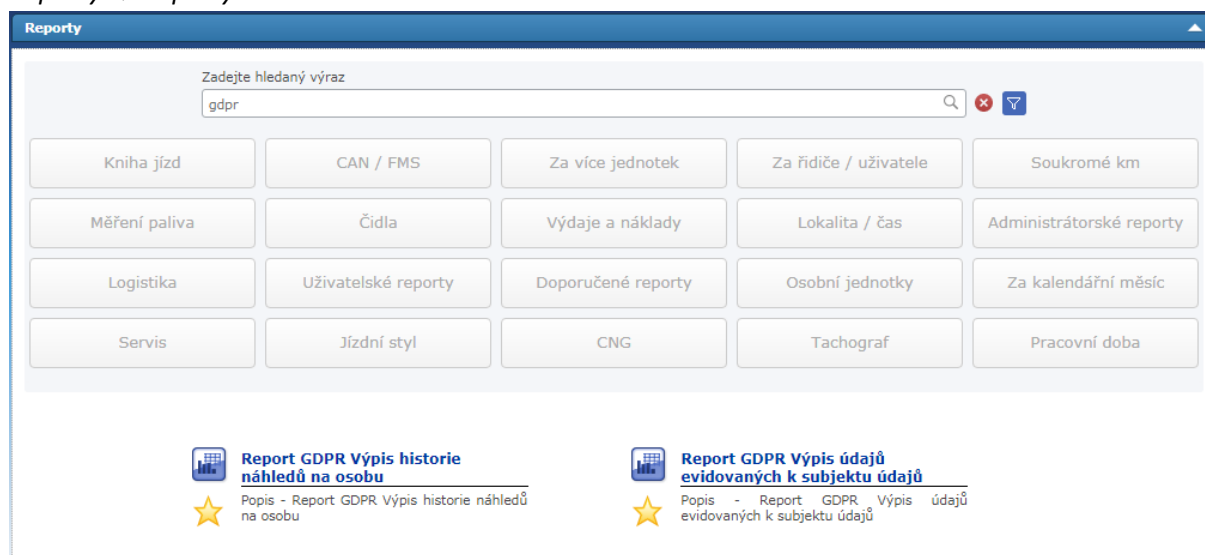 Reporty
Zadejte hledaný výraz
gdpr
Kniha jízd
CAN / FMS
Za více jednotek
Za řidiče / uživatele
Soukromé km
Měření paliva
Čidla
Výdaje a náklady
Lokalita / čas
Administrátorské reporty
Logistika
Uživatelské reporty
Doporučené reporty
Osobní jednotky
Za kalendářní měsíc
Servis
Jízdní styl
CNG
Tachograf
Pracovní doba
Report GDPR Výpis historie
náhledů na osobu
Popis - Report GDPR Výpis historie náhledů
na osobu
Report GDPR Výpis údajů
evidovaných k subjektu údajů
Popis - Report GDPR Výpis údajů
evidovaných k subjektu údajů